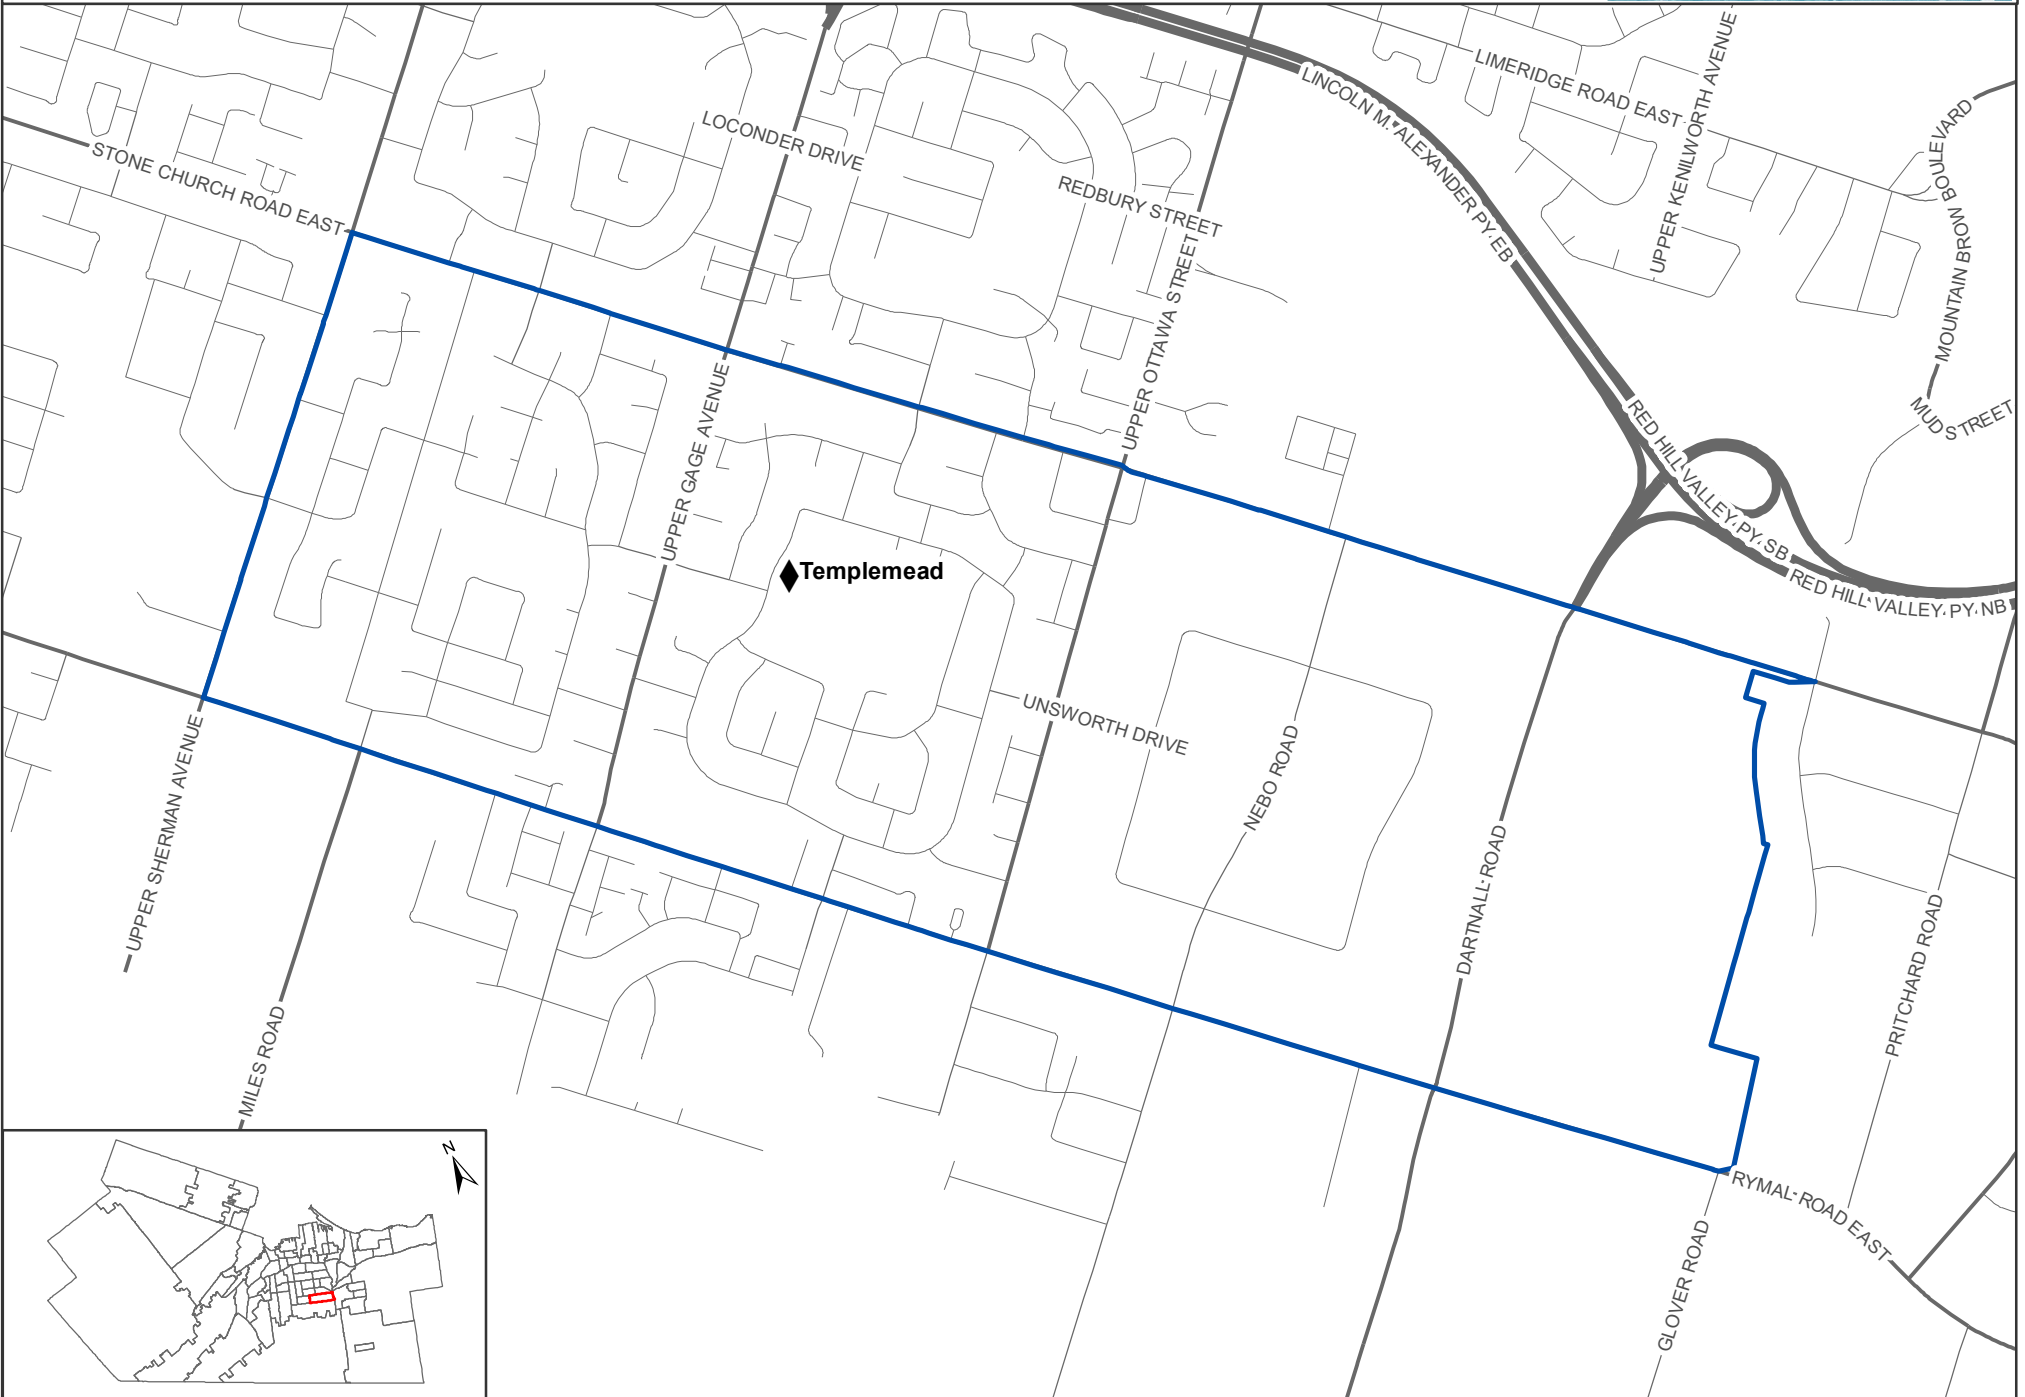 LIMERIDGE ROAD EAST
UPPER KENILWORTH AVENUE
LINCOLN M. ALEXANDER PY EB
MOUNTAIN BROW BOULEVARD
LOCONDER DRIVE
STONE CHURCH ROAD EAST
REDBURY STREET
UPPER OTTAWA STREET
MUD STREET
UPPER GAGE AVENUE
RED HILL VALLEY PY SB
RED HILL VALLEY PY NB
Templemead
UNSWORTH DRIVE
NEBO ROAD
UPPER SHERMAN AVENUE
DARTNALL ROAD
PRITCHARD ROAD
MILES ROAD
RYMAL ROAD EAST
GLOVER ROAD
N